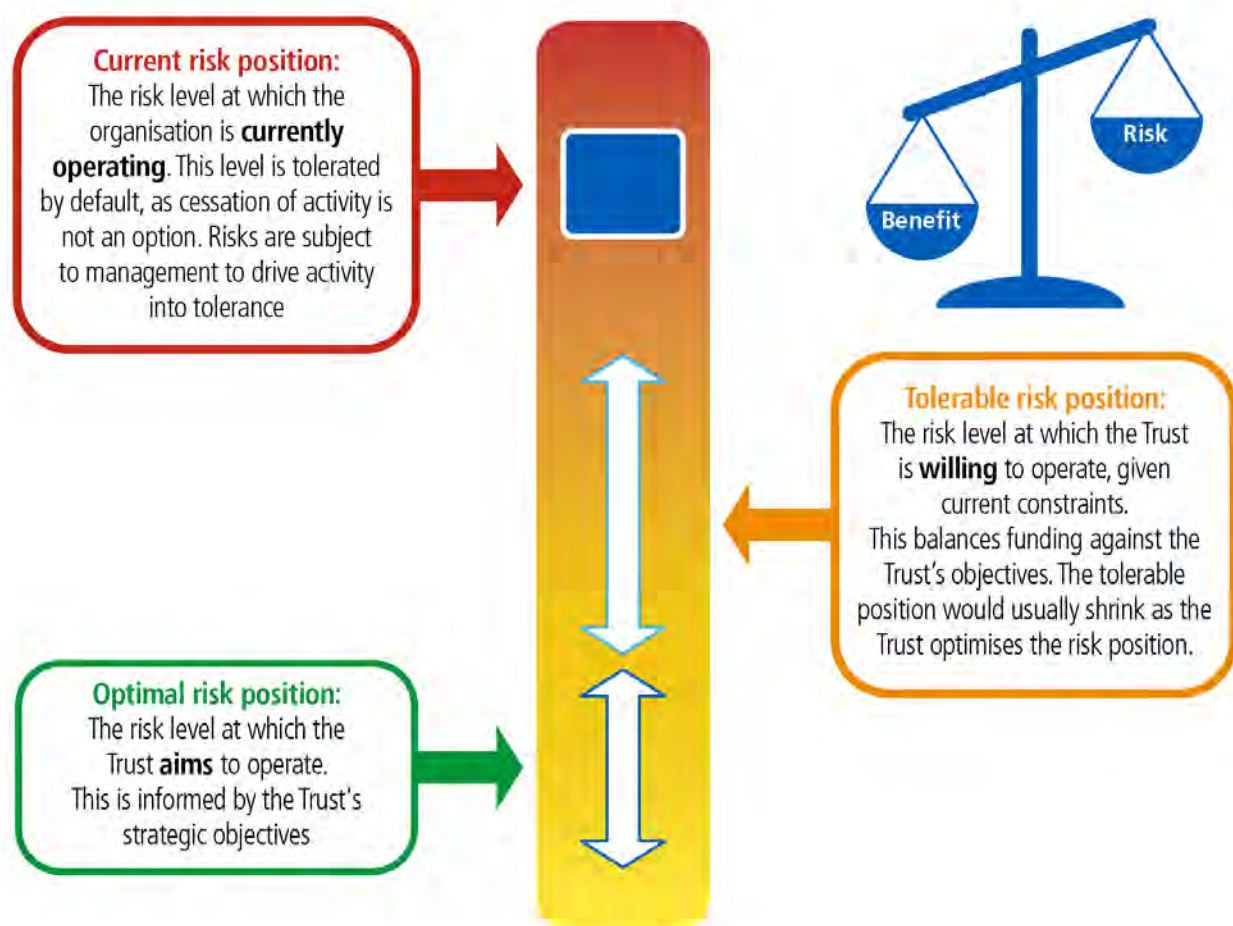 Current risk position:
The risk level at which the
organisation is currently
operating. This level is tolerated
by default, as cessation of activity is
not an option. Risks are subject
to management to drive activity
into tolerance
Risk
Benefit
Tolerable risk position:
The risk level at which the Trust
is willing to operate, given
current constraints.
This balances funding against the
Trust's objectives. The tolerable
position would usually shrink as the
Trust optimises the risk position.
Optimal risk position:
The risk level at which the
Trust aims to operate.
This is informed by the Trust's
strategic objectives